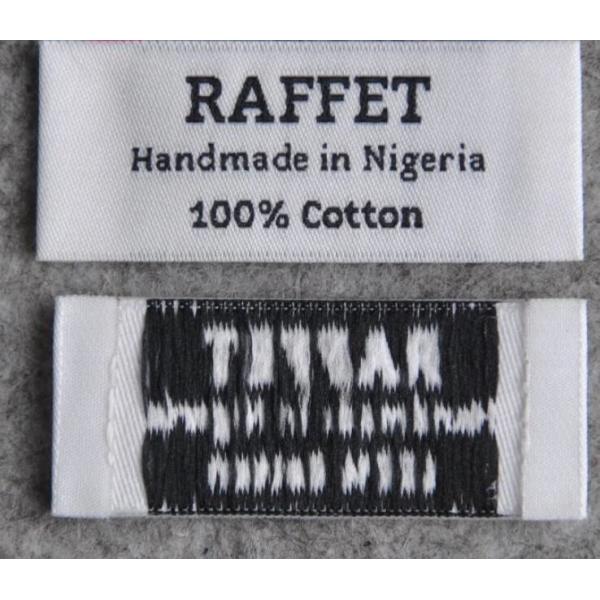 RAFFET
Handmade in Nigeria
100% Cotton